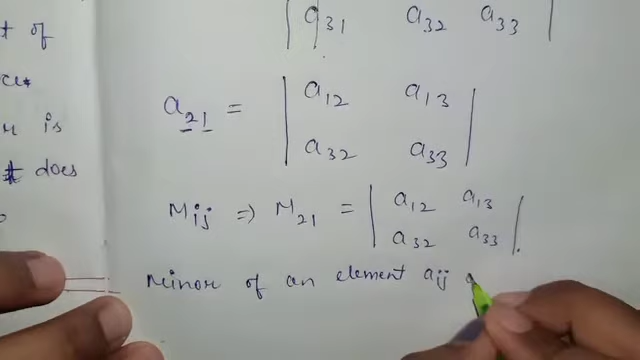 a31 a32 a33
t of
a21 = | a12 a13 |
| a32 a33 |
is
does
Mij => M21 = | a12 a13 |
| a32 a33 | .
Minor of an element aij